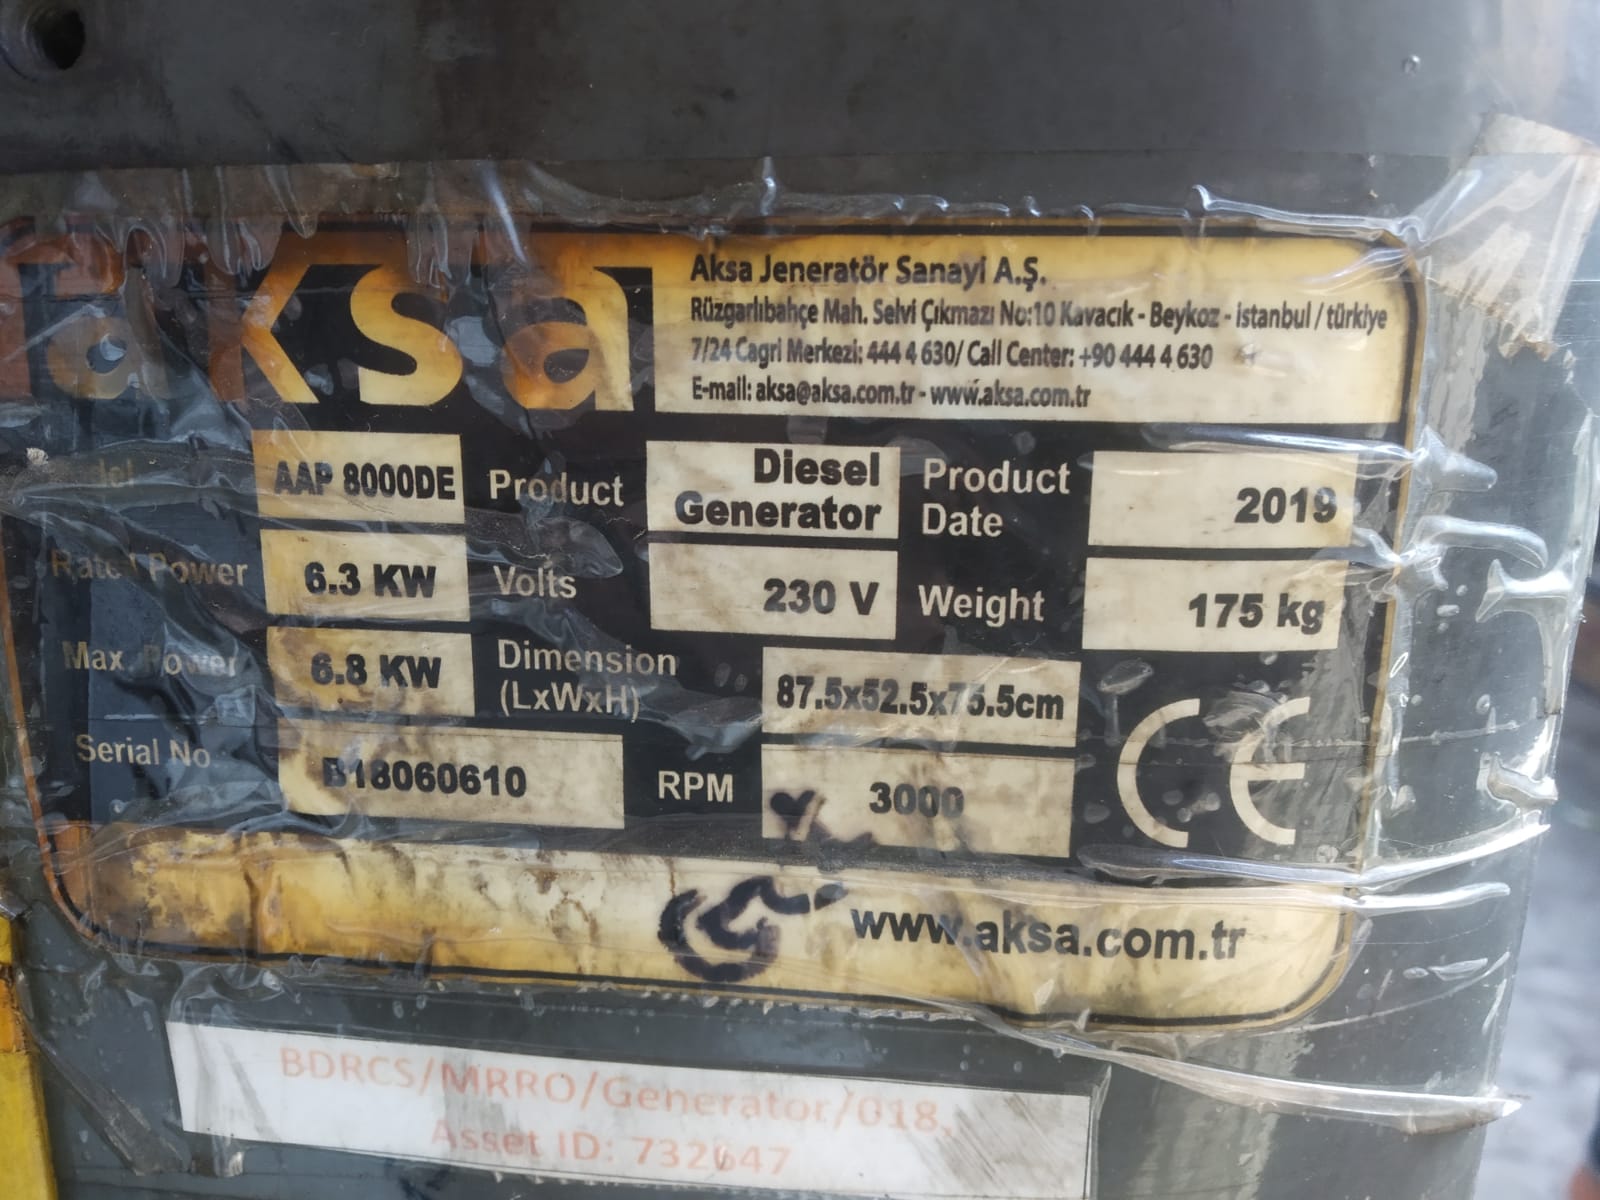 aksa
Aksa Jeneratör Sanayi A.Ş.
Rüzgarlıbahçe Mah. Selvi Çıkmazı No:10 Kavacık - Beykoz - istanbul / türkiye
7/24 Cagri Merkezi: 444 4 630/ Call Center: +90 444 4 630
E-mail: aksa@aksa.com.tr - www.aksa.com.tr
AAP 8000DE Product Diesel Generator Product Date 2019
Rated Power 6.3 KW Volts 230 V Weight 175 kg
Max. Power 6.8 KW Dimension (LxWxH) 87.5x52.5x75.5cm
Serial No B18060610 RPM 3000 CE
www.aksa.com.tr
BDRCS/MRRO/Generator/018,
Asset ID: 732647